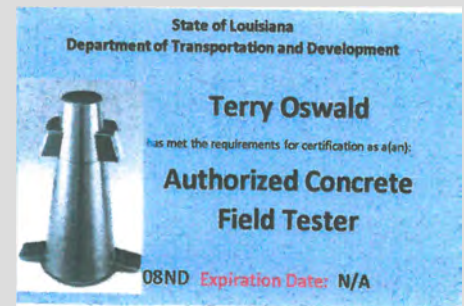 State of Louisiana
Department of Transportation and Development
Terry Oswald
has met the requirements for certification as a(an):
Authorized Concrete
Field Tester
08ND Expiration Date: N/A